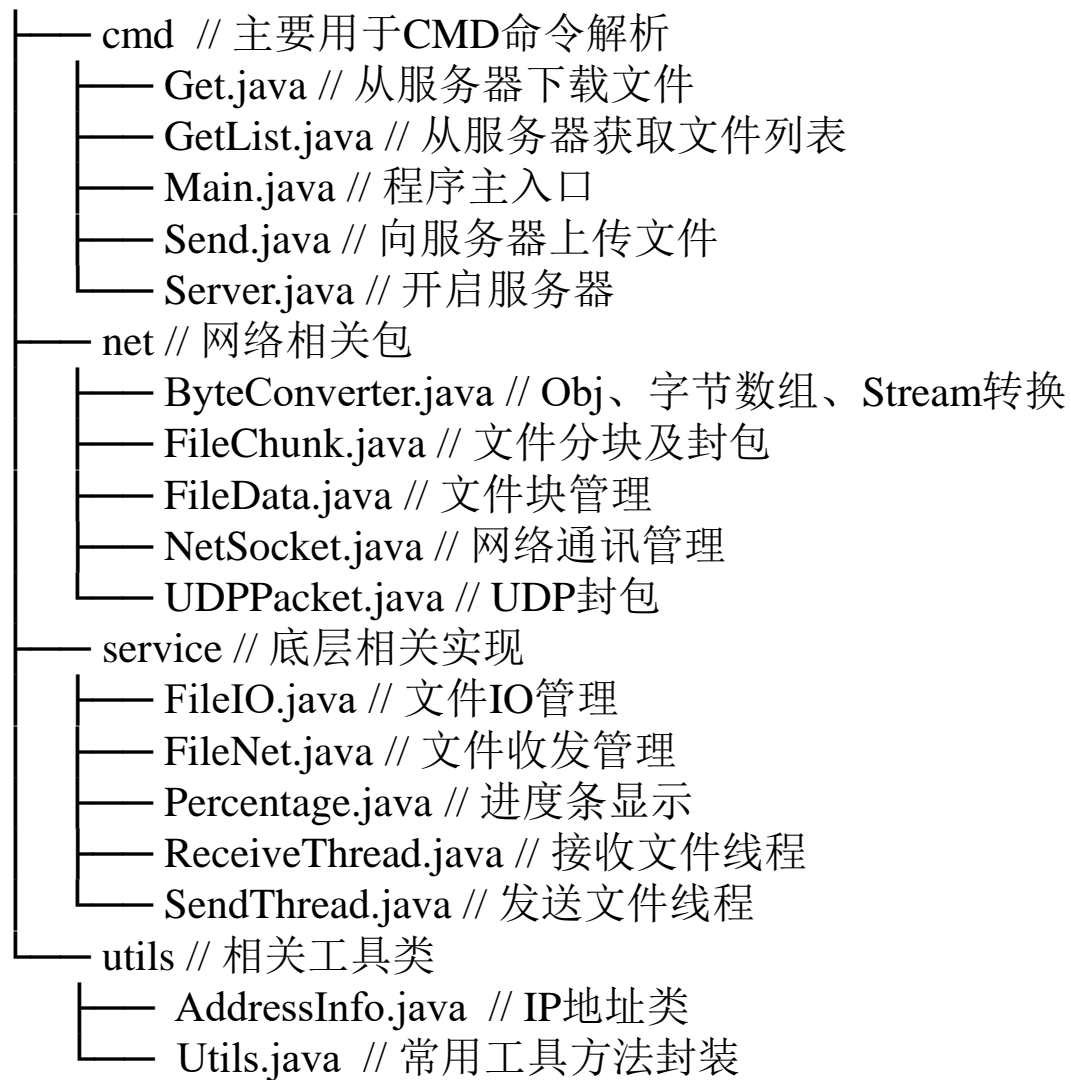 cmd // 主要用于CMD命令解析
Get.java // 从服务器下载文件
GetList.java // 从服务器获取文件列表
Main.java // 程序主入口
Send.java // 向服务器上传文件
Server.java // 开启服务器
net // 网络相关包
ByteConverter.java // Obj、字节数组、Stream转换
FileChunk.java // 文件分块及封包
FileData.java // 文件块管理
NetSocket.java // 网络通讯管理
UDPPacket.java // UDP封包
service // 底层相关实现
FileIO.java // 文件IO管理
FileNet.java // 文件收发管理
Percentage.java // 进度条显示
ReceiveThread.java // 接收文件线程
SendThread.java // 发送文件线程
utils // 相关工具类
AddressInfo.java // IP地址类
Utils.java // 常用工具方法封装